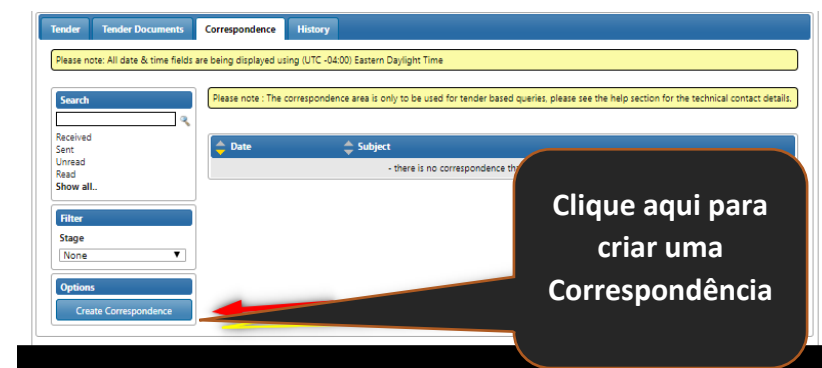 Tender Tender Documents Correspondence History
Please note: All date & time fields are being displayed using (UTC -04:00) Eastern Daylight Time
Search
Please note : The correspondence area is only to be used for tender based queries, please see the help section for the technical contact details.
Received
Sent
Unread
Read
Show all..
Date Subject
- there is no correspondence
Filter
Stage
None
Options
Create Correspondence
Clique aqui para
criar uma
Correspondência